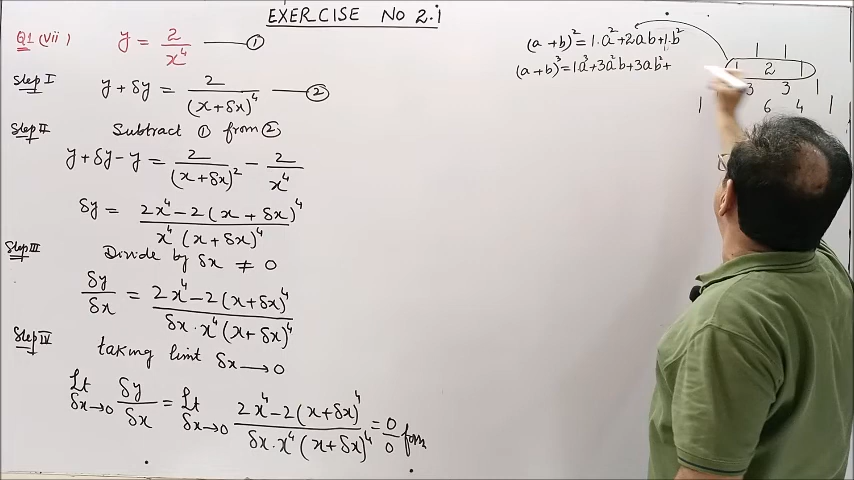 EXERCISE No 2.1
Q1 (vii) y = 2/x⁴ —— ①
Step I y + δy = 2/(x+δx)⁴ —— ②
Step II Subtract ① from ②
y + δy − y = 2/(x+δx)² − 2/x⁴
δy = 2x⁴ − 2(x + δx)⁴ / x⁴(x+δx)⁴
Step III Divide by δx ≠ 0
δy/δx = 2x⁴ − 2(x+δx)⁴ / δx · x⁴(x+δx)⁴
Step IV taking limt δx → 0
Lt δx→0 δy/δx = Lt δx→0 2x⁴ − 2(x+δx)⁴ / δx · x⁴(x+δx)⁴ = 0/0 form
(a+b)² = 1·a² + 2ab + 1·b²
(a+b)³ = 1a³ + 3a²b + 3ab² +
1 1
1 2 1
3 3 1
1 6 4 1